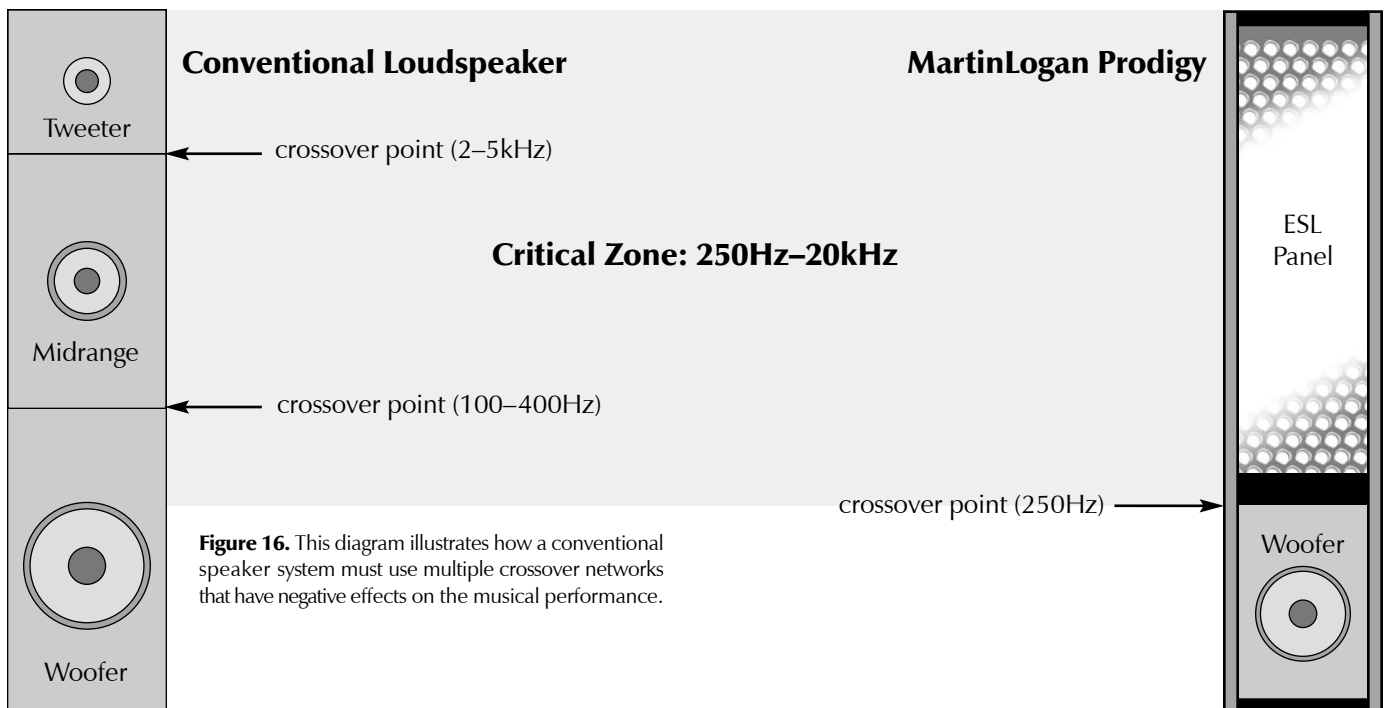 Conventional Loudspeaker
MartinLogan Prodigy
Tweeter
crossover point (2–5kHz)
ESL
Panel
Critical Zone: 250Hz–20kHz
Midrange
crossover point (100–400Hz)
crossover point (250Hz)
Figure 16. This diagram illustrates how a conventional
speaker system must use multiple crossover networks
that have negative effects on the musical performance.
Woofer
Woofer